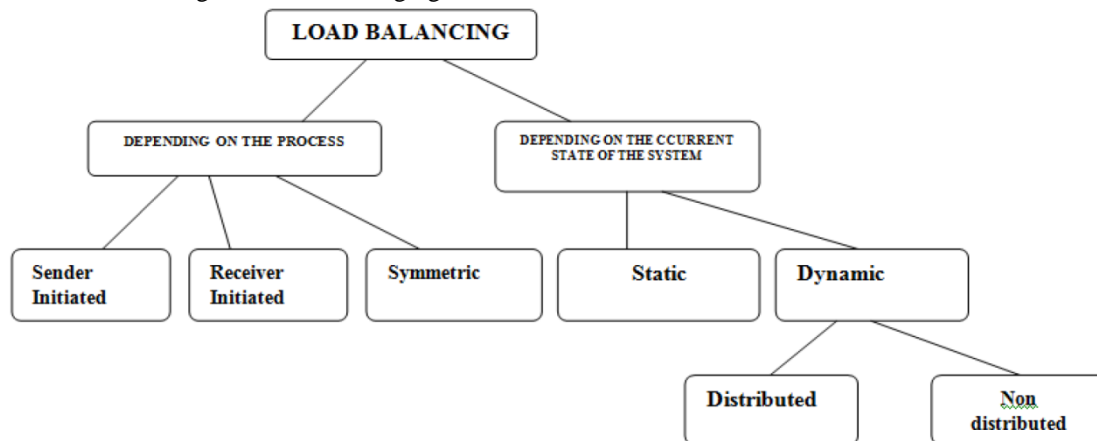 LOAD BALANCING
DEPENDING ON THE PROCESS
DEPENDING ON THE CCURRENT
STATE OF THE SYSTEM
Sender
Initiated
Receiver
Initiated
Symmetric
Static
Dynamic
Distributed
Non
distributed